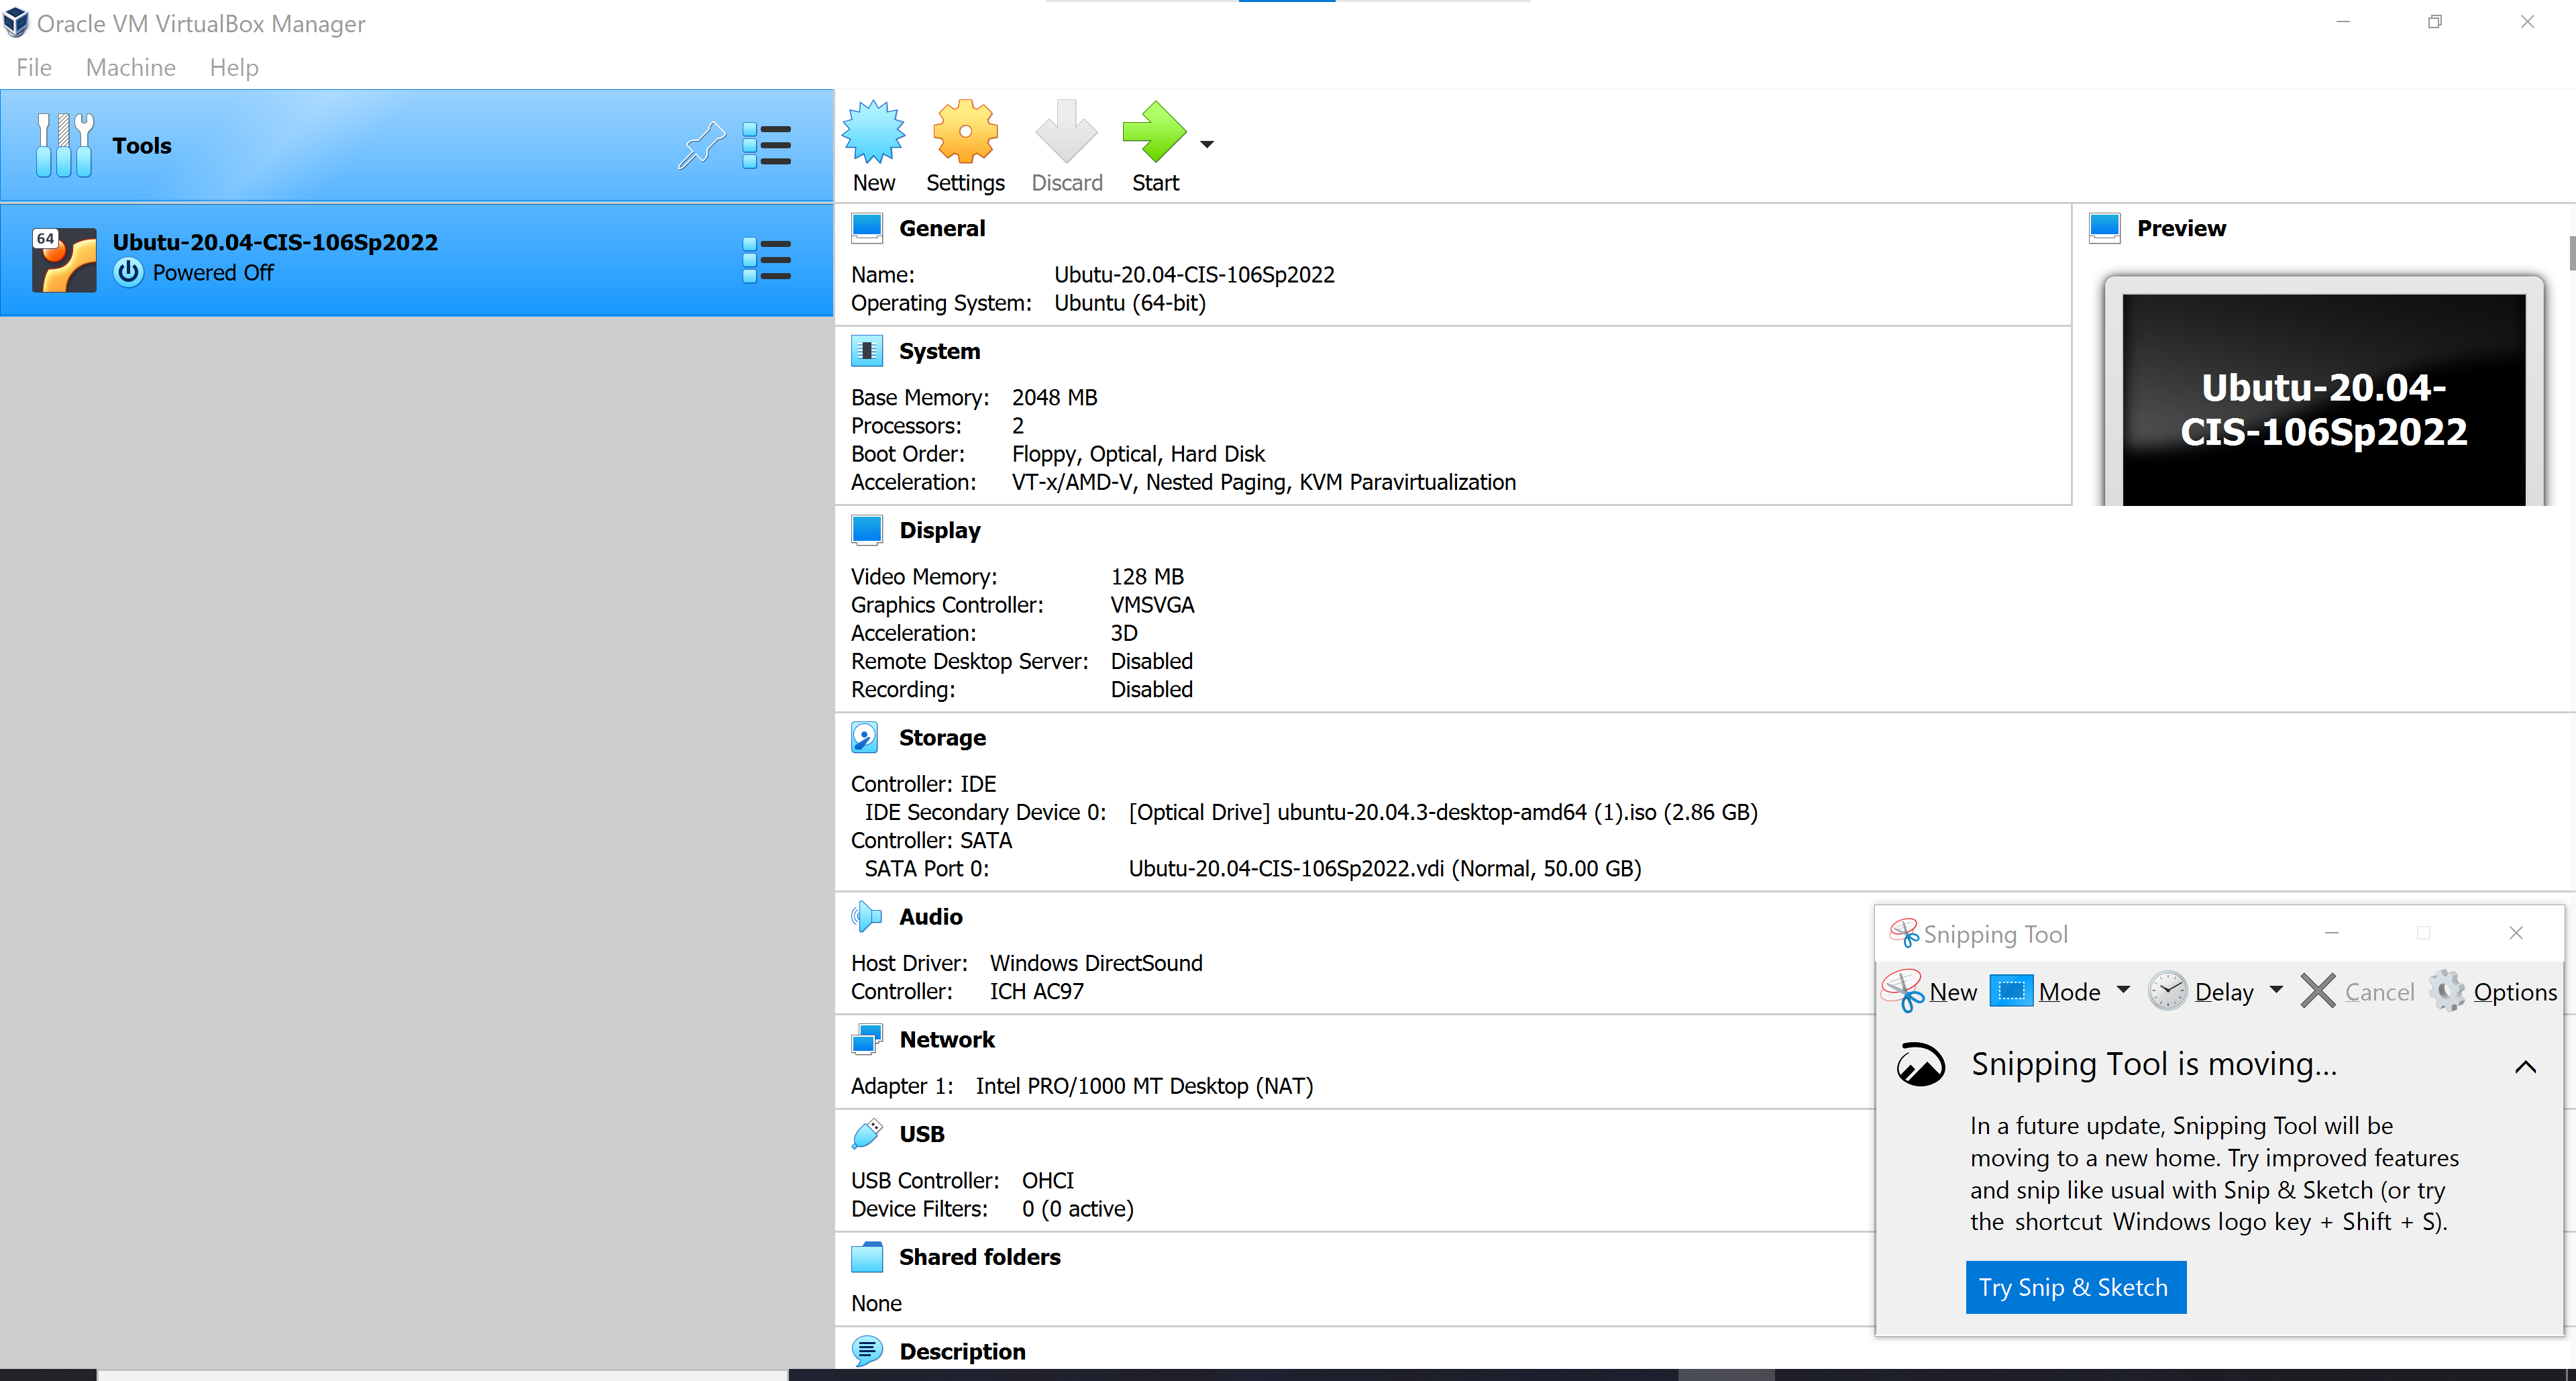 Oracle VM VirtualBox Manager
File Machine Help
Tools
64
Ubutu-20.04-CIS-106Sp2022
Powered Off
New Settings Discard Start
General
Name: Ubutu-20.04-CIS-106Sp2022
Operating System: Ubuntu (64-bit)
Preview
Ubutu-20.04-
CIS-106Sp2022
System
Base Memory: 2048 MB
Processors: 2
Boot Order: Floppy, Optical, Hard Disk
Acceleration: VT-x/AMD-V, Nested Paging, KVM Paravirtualization
Display
Video Memory: 128 MB
Graphics Controller: VMSVGA
Acceleration: 3D
Remote Desktop Server: Disabled
Recording: Disabled
Storage
Controller: IDE
IDE Secondary Device 0: [Optical Drive] ubuntu-20.04.3-desktop-amd64 (1).iso (2.86 GB)
Controller: SATA
SATA Port 0: Ubutu-20.04-CIS-106Sp2022.vdi (Normal, 50.00 GB)
Audio
Host Driver: Windows DirectSound
Controller: ICH AC97
Network
Adapter 1: Intel PRO/1000 MT Desktop (NAT)
USB
USB Controller: OHCI
Device Filters: 0 (0 active)
Shared folders
None
Description
Snipping Tool
New Mode Delay Cancel Options
Snipping Tool is moving...
In a future update, Snipping Tool will be
moving to a new home. Try improved features
and snip like usual with Snip & Sketch (or try
the shortcut Windows logo key + Shift + S).
Try Snip & Sketch